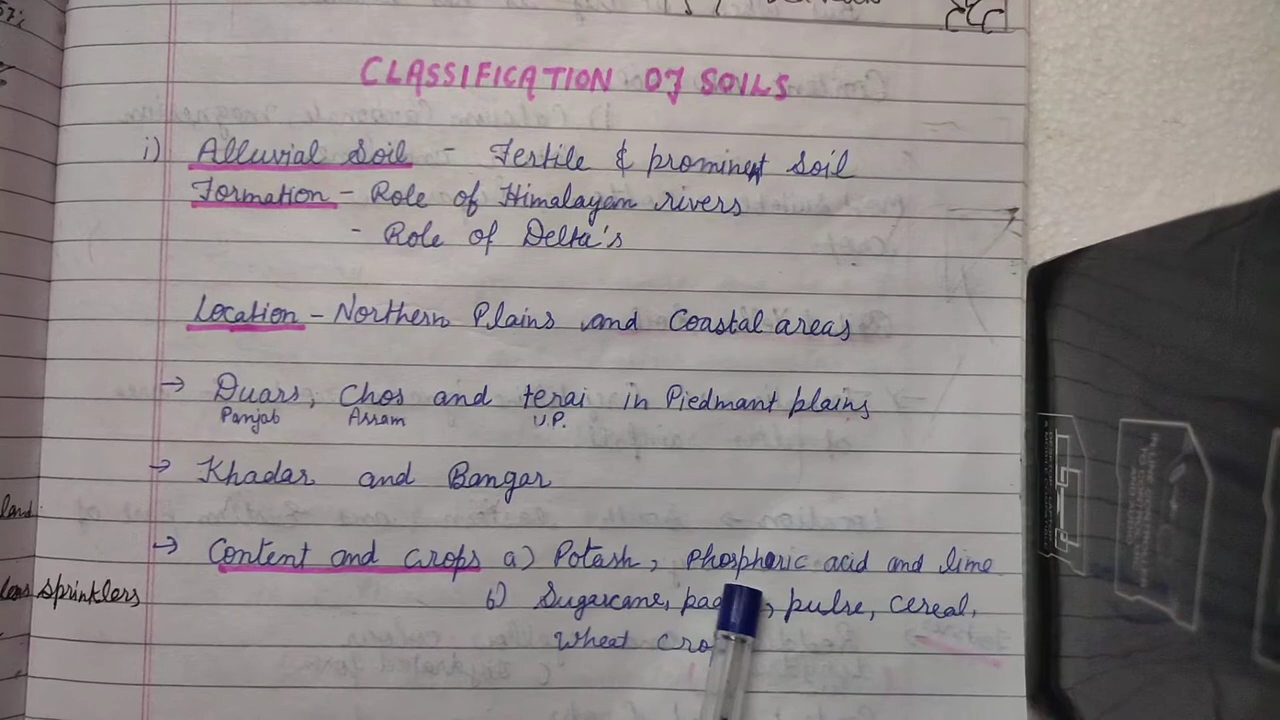 CLASSIFICATION OF SOILS
i) Alluvial Soil - Fertile & prominent soil
Formation - Role of Himalayan rivers
- Role of Delta's
Location - Northern Plains and Coastal areas
→ Duars, Chos and terai in Piedmant plains
Panjab Assam U.P.
→ Khadar and Bangar
land
→ Content and crops a) Potash, phosphoric acid and lime
sprinklers
b) Sugarcane, pulse, cereal,
Wheat